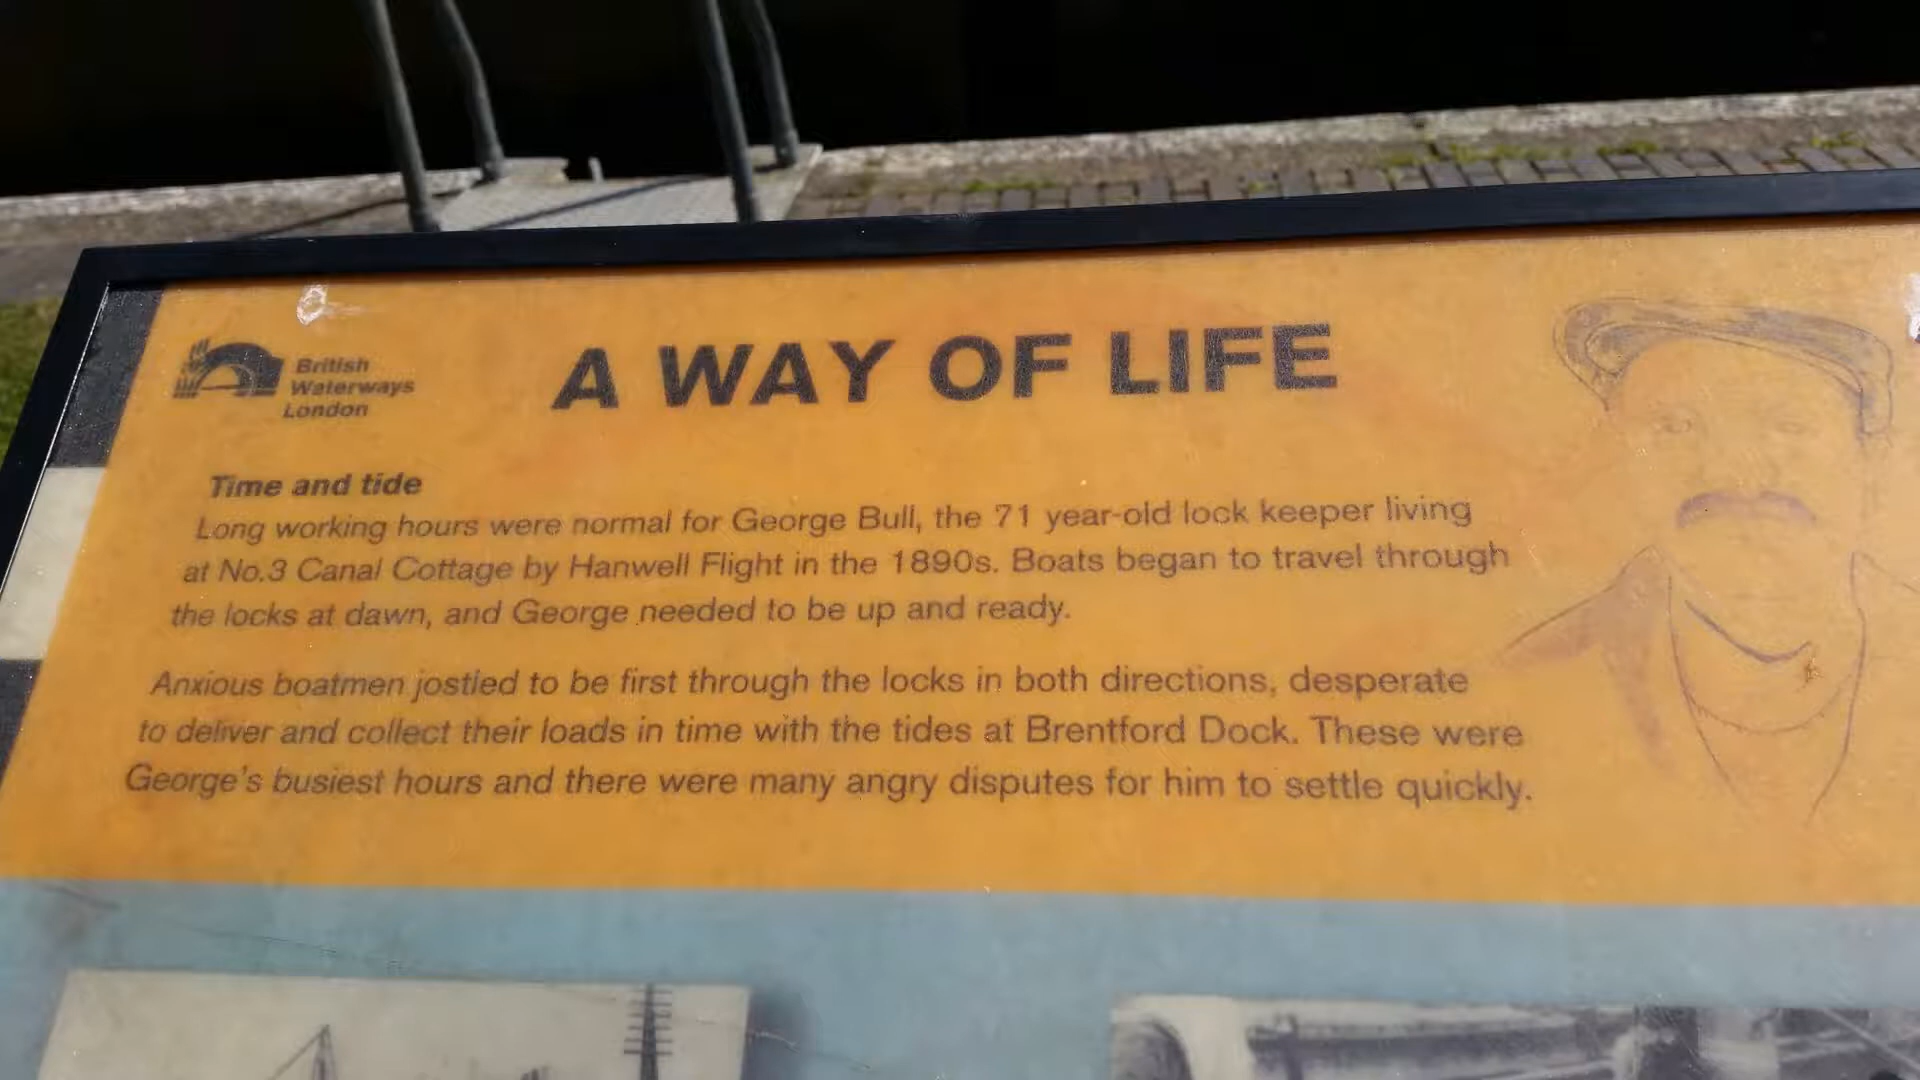 British
Waterways
London
A WAY OF LIFE
Time and tide
Long working hours were normal for George Bull, the 71 year-old lock keeper living
at No.3 Canal Cottage by Hanwell Flight in the 1890s. Boats began to travel through
the locks at dawn, and George needed to be up and ready.
Anxious boatmen jostled to be first through the locks in both directions, desperate
to deliver and collect their loads in time with the tides at Brentford Dock. These were
George's busiest hours and there were many angry disputes for him to settle quickly.